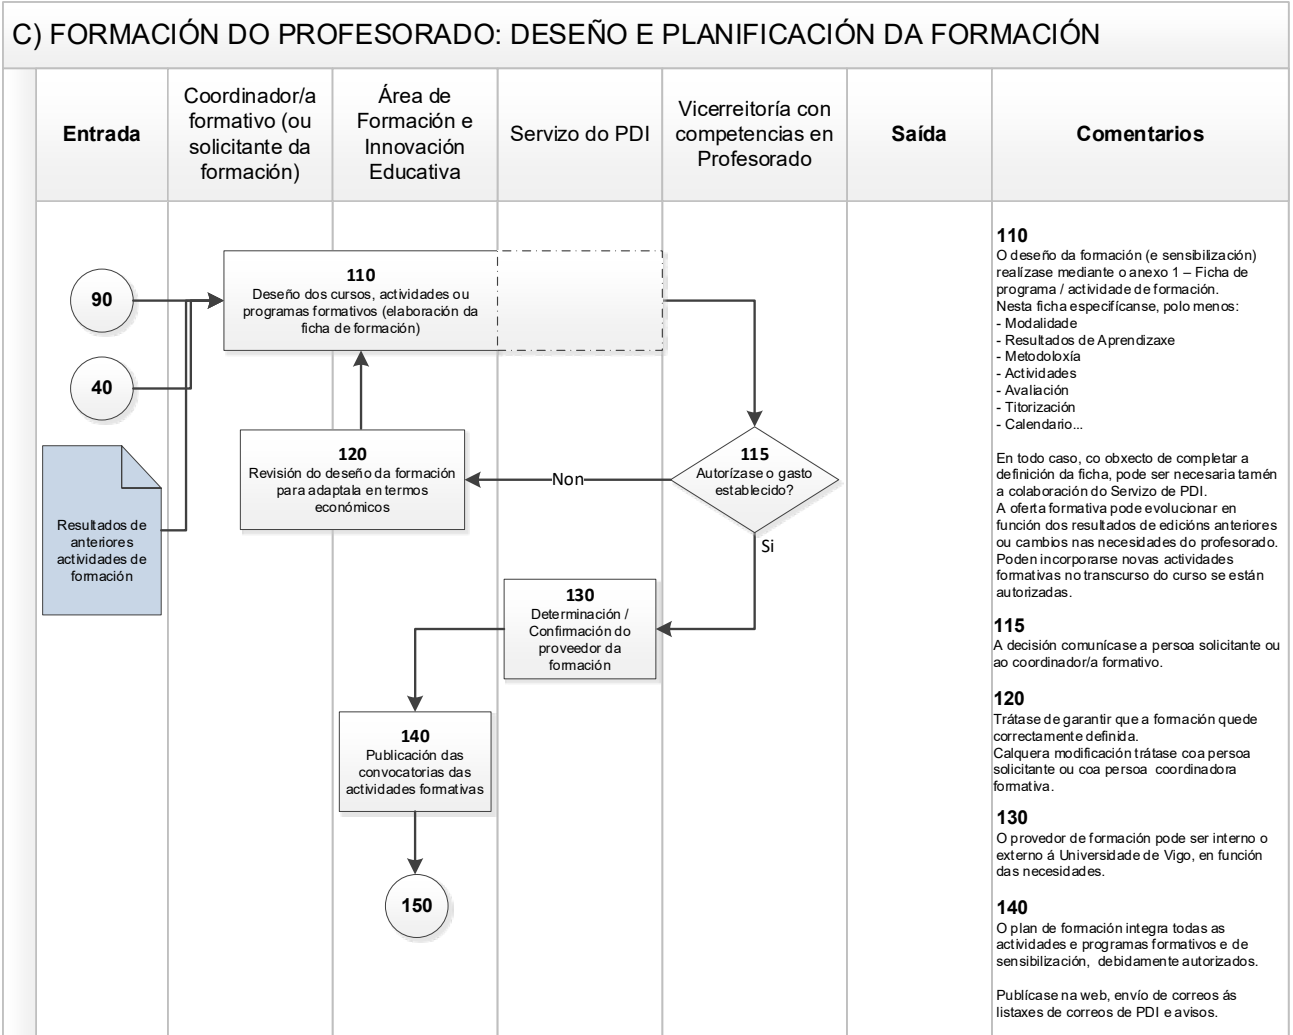 C) FORMACIÓN DO PROFESORADO: DESEÑO E PLANIFICACIÓN DA FORMACIÓN
Entrada
Coordinador/a
formativo (ou
solicitante da
formación)
Área de
Formación e
Innovación
Educativa
Servizo do PDI
Vicerreitoría con
competencias en
Profesorado
Saída
Comentarios
90
40
Resultados de
anteriores
actividades de
formación
110
Deseño dos cursos, actividades ou
programas formativos (elaboración da
ficha de formación)
120
Revisión do deseño da formación
para adaptala en termos
económicos
Non
115
Autorízase o gasto
establecido?
Si
130
Determinación /
Confirmación do
proveedor da
formación
140
Publicación das
convocatorias das
actividades formativas
150
110
O deseño da formación (e sensibilización)
realízase mediante o anexo 1 – Ficha de
programa / actividade de formación.
Nesta ficha especifícanse, polo menos:
- Modalidade
- Resultados de Aprendizaxe
- Metodoloxía
- Actividades
- Avaliación
- Titorización
- Calendario...
En todo caso, co obxecto de completar a
definición da ficha, pode ser necesaria tamén
a colaboración do Servizo de PDI.
A oferta formativa pode evolucionar en
función dos resultados de edicións anteriores
ou cambios nas necesidades do profesorado.
Poden incorporarse novas actividades
formativas no transcurso do curso se están
autorizadas.
115
A decisión comunícase a persoa solicitante ou
ao coordinador/a formativo.
120
Trátase de garantir que a formación quede
correctamente definida.
Calquera modificación trátase coa persoa
solicitante ou coa persoa coordinadora
formativa.
130
O provedor de formación pode ser interno o
externo á Universidade de Vigo, en función
das necesidades.
140
O plan de formación integra todas as
actividades e programas formativos e de
sensibilización, debidamente autorizados.
Publícase na web, envío de correos ás
listaxes de correos de PDI e avisos.